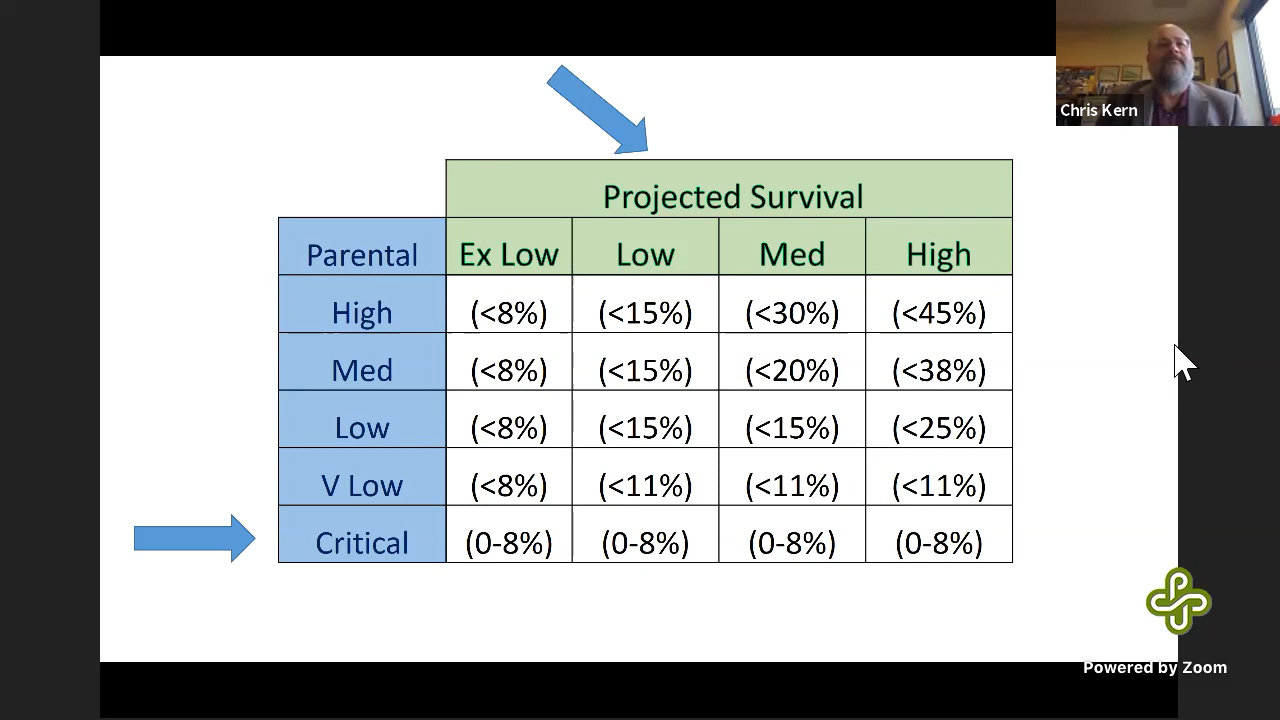 Chris Kern
Projected Survival
Parental Ex Low Low Med High
High (<8%) (<15%) (<30%) (<45%)
Med (<8%) (<15%) (<20%) (<38%)
Low (<8%) (<15%) (<15%) (<25%)
V Low (<8%) (<11%) (<11%) (<11%)
Critical (0-8%) (0-8%) (0-8%) (0-8%)
Powered by Zoom